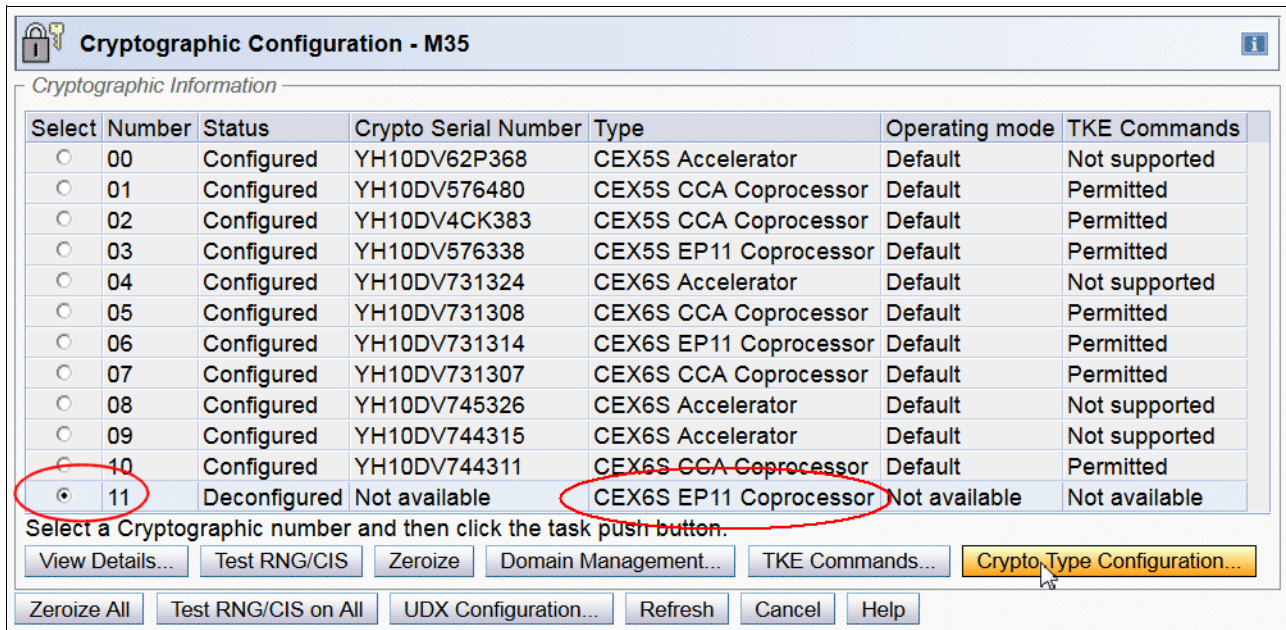 Cryptographic Configuration - M35
Cryptographic Information
Select Number Status Crypto Serial Number Type Operating mode TKE Commands
00 Configured YH10DV62P368 CEX5S Accelerator Default Not supported
01 Configured YH10DV576480 CEX5S CCA Coprocessor Default Permitted
02 Configured YH10DV4CK383 CEX5S CCA Coprocessor Default Permitted
03 Configured YH10DV576338 CEX5S EP11 Coprocessor Default Permitted
04 Configured YH10DV731324 CEX6S Accelerator Default Not supported
05 Configured YH10DV731308 CEX6S CCA Coprocessor Default Permitted
06 Configured YH10DV731314 CEX6S EP11 Coprocessor Default Permitted
07 Configured YH10DV731307 CEX6S CCA Coprocessor Default Permitted
08 Configured YH10DV745326 CEX6S Accelerator Default Not supported
09 Configured YH10DV744315 CEX6S Accelerator Default Not supported
10 Configured YH10DV744311 CEX6S CCA Coprocessor Default Permitted
11 Deconfigured Not available CEX6S EP11 Coprocessor Not available Not available
Select a Cryptographic number and then click the task push button.
View Details... Test RNG/CIS Zeroize Domain Management... TKE Commands... Crypto Type Configuration...
Zeroize All Test RNG/CIS on All UDX Configuration... Refresh Cancel Help